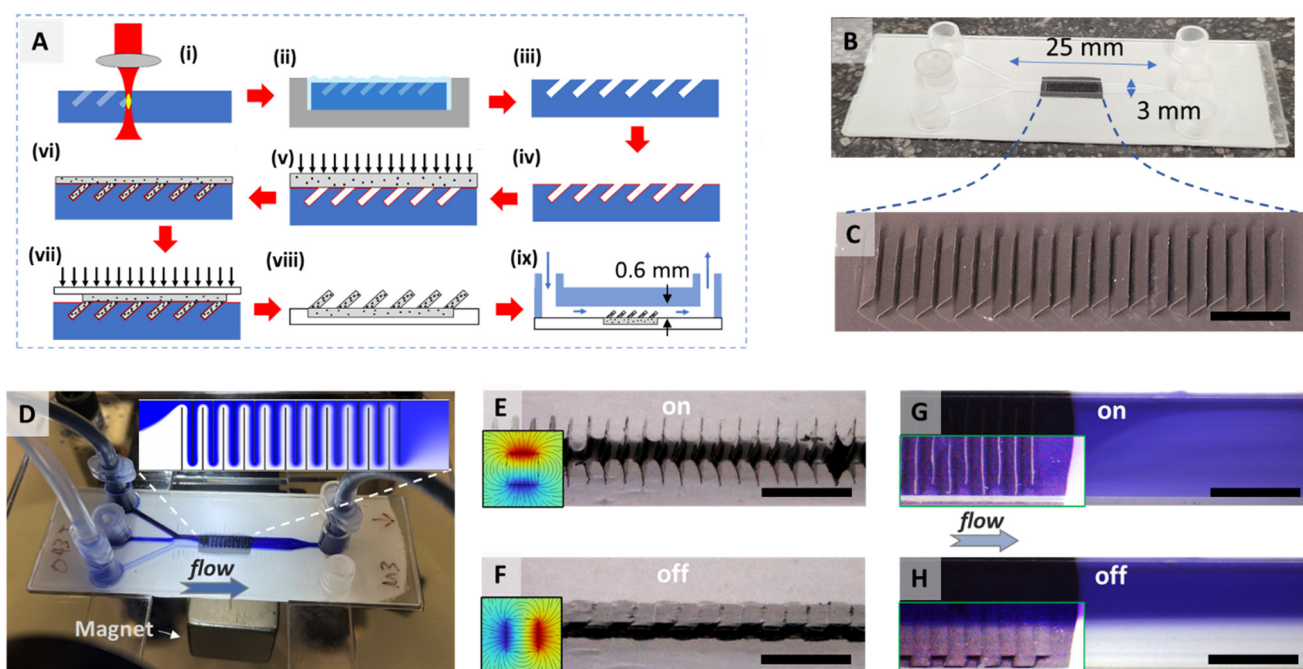 A
(i)
(ii)
(iii)
(vi)
(v)
(iv)
(vii)
(viii)
(ix)
0.6 mm
B
25 mm
3 mm
C
D
flow
Magnet
E
on
F
off
G
on
flow
H
off